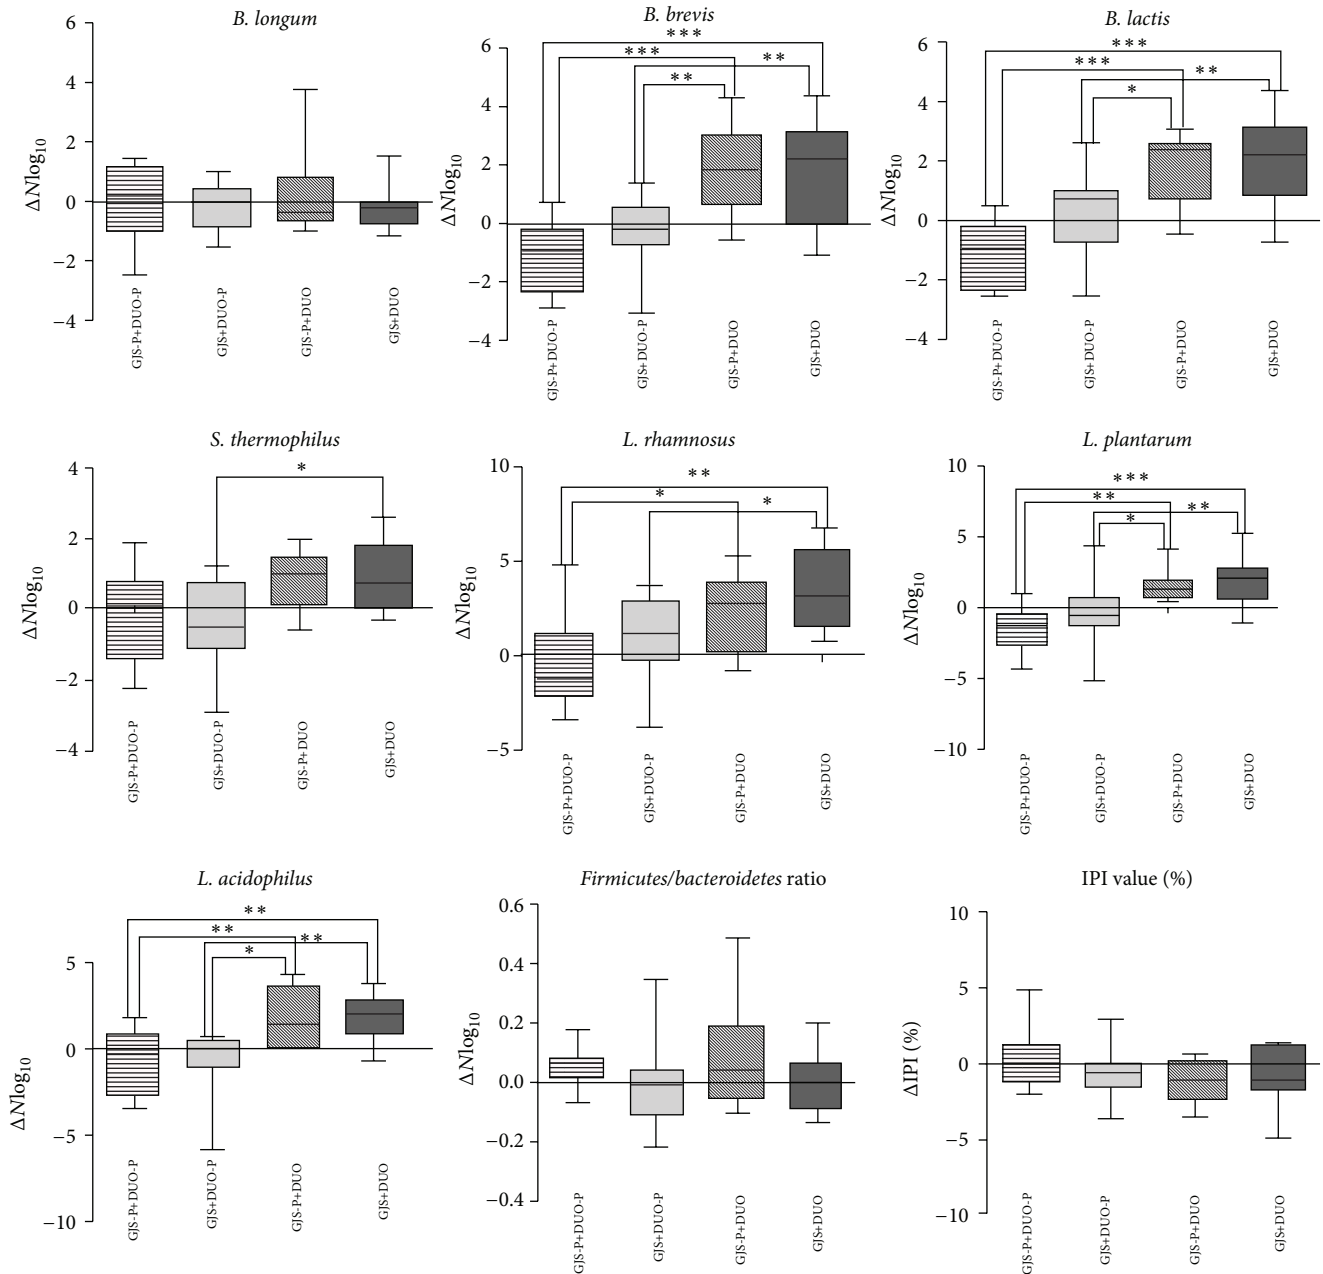 B. longum
6
4
2
0
−2
−4
ΔNlog10
GJS-P+DUO-P
GJS+DUO-P
GJS-P+DUO
GJS+DUO
B. brevis
6
4
2
0
−2
−4
ΔNlog10
***
***
**
**
GJS-P+DUO-P
GJS+DUO-P
GJS-P+DUO
GJS+DUO
B. lactis
6
4
2
0
−2
−4
ΔNlog10
***
***
**
*
GJS-P+DUO-P
GJS+DUO-P
GJS-P+DUO
GJS+DUO
S. thermophilus
4
2
0
−2
−4
ΔNlog10
*
GJS-P+DUO-P
GJS+DUO-P
GJS-P+DUO
GJS+DUO
L. rhamnosus
10
5
0
−5
ΔNlog10
**
*
*
GJS-P+DUO-P
GJS+DUO-P
GJS-P+DUO
GJS+DUO
L. plantarum
10
5
0
−5
−10
ΔNlog10
***
**
**
*
GJS-P+DUO-P
GJS+DUO-P
GJS-P+DUO
GJS+DUO
L. acidophilus
5
0
−5
−10
ΔNlog10
**
**
**
*
GJS-P+DUO-P
GJS+DUO-P
GJS-P+DUO
GJS+DUO
Firmicutes/bacteroidetes ratio
0.6
0.4
0.2
0.0
−0.2
−0.4
ΔNlog10
GJS-P+DUO-P
GJS+DUO-P
GJS-P+DUO
GJS+DUO
IPI value (%)
10
5
0
−5
−10
ΔIPI (%)
GJS-P+DUO-P
GJS+DUO-P
GJS-P+DUO
GJS+DUO